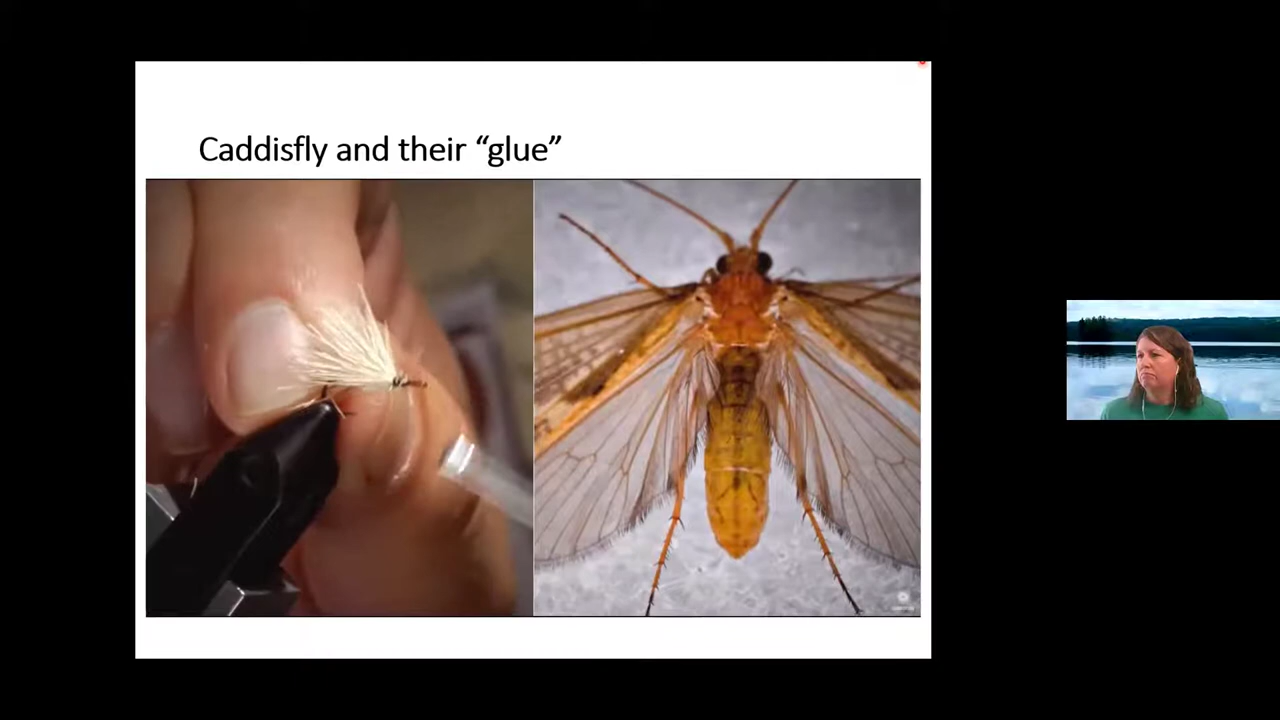 Caddisfly and their “glue”